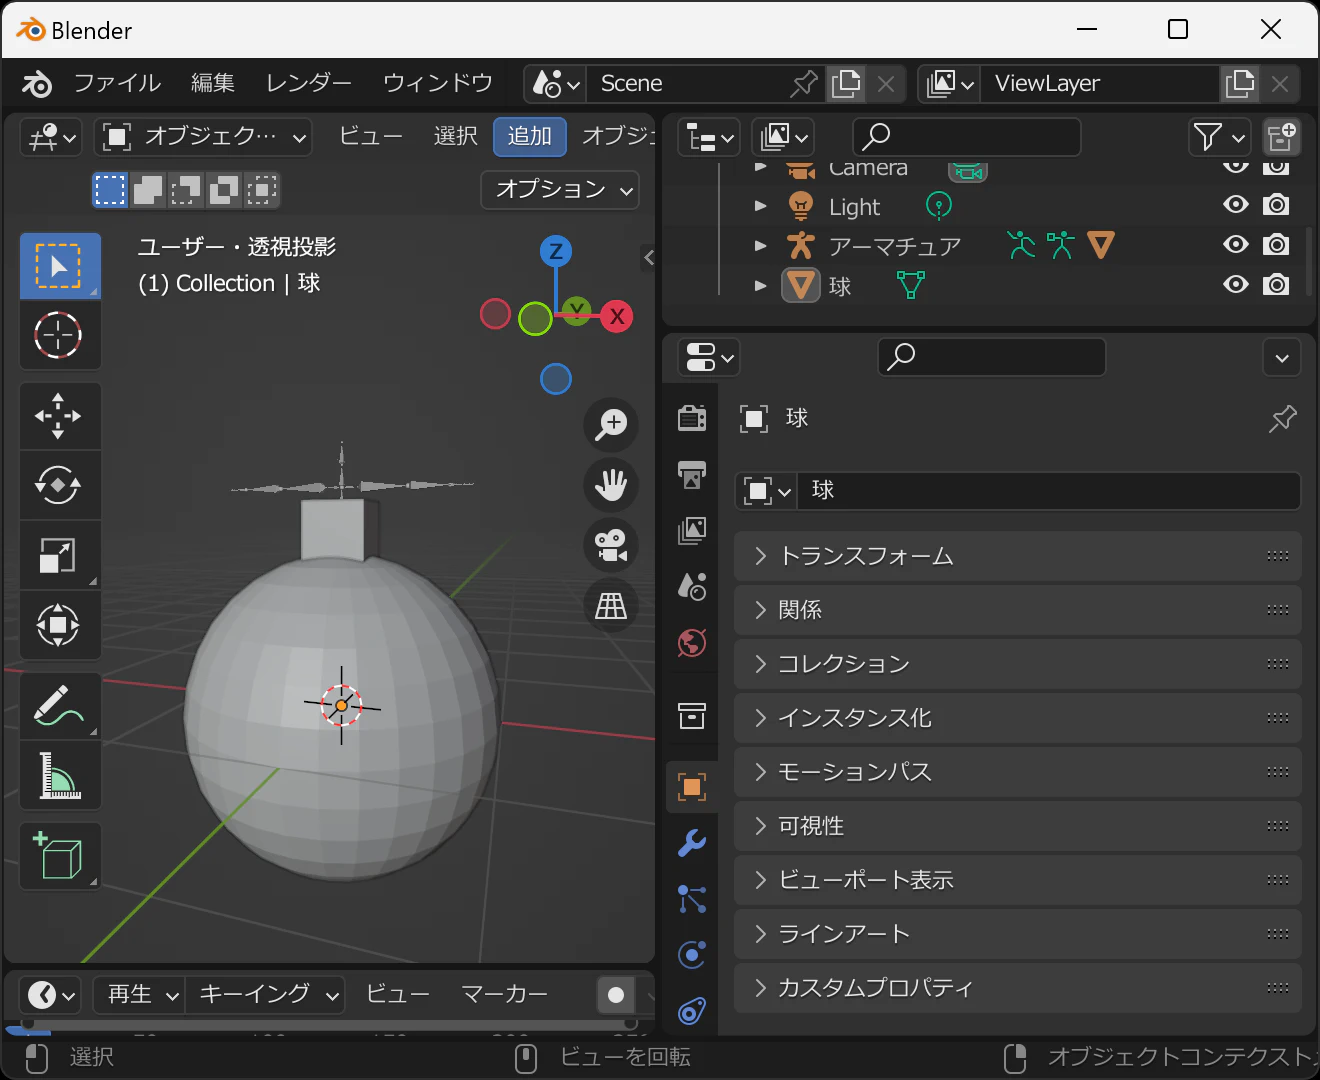 Blender
ファイル 編集 レンダー ウィンドウ Scene ViewLayer
オブジェク… ビュー 選択 追加 オブジェ
オプション
ユーザー・透視投影
(1) Collection | 球
Z
Y
X
Camera
Light
アーマチュア
球
球
球
トランスフォーム
関係
コレクション
インスタンス化
モーションパス
可視性
ビューポート表示
ラインアート
カスタムプロパティ
再生 キーイング ビュー マーカー
選択 ビューを回転 オブジェクトコンテクスト